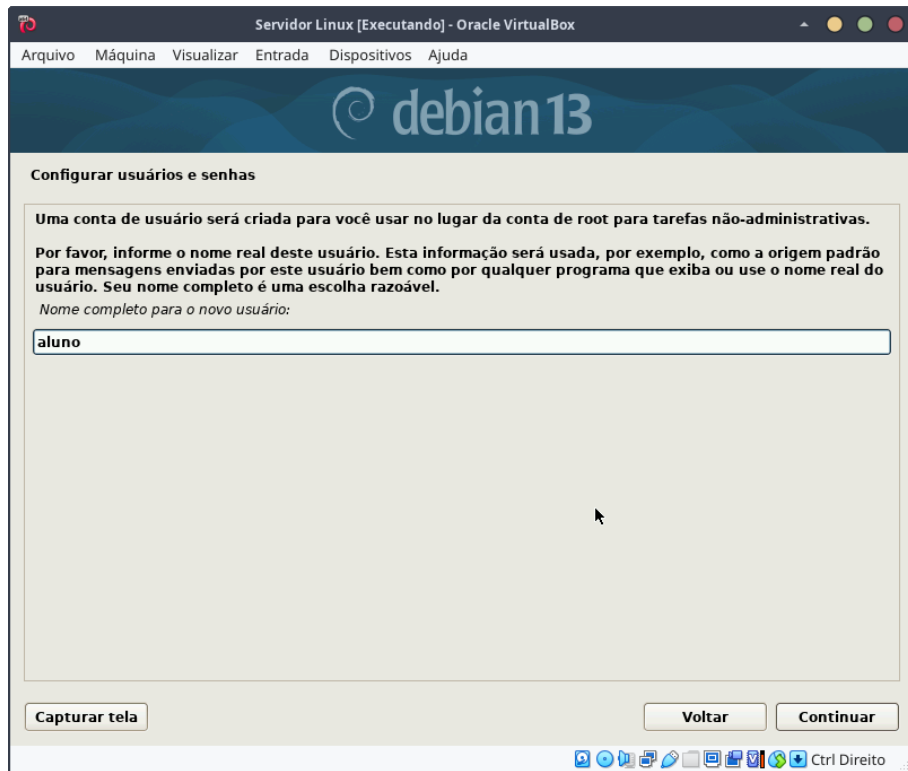 Servidor Linux [Executando] - Oracle VirtualBox
Arquivo Máquina Visualizar Entrada Dispositivos Ajuda
debian 13
Configurar usuários e senhas
Uma conta de usuário será criada para você usar no lugar da conta de root para tarefas não-administrativas.
Por favor, informe o nome real deste usuário. Esta informação será usada, por exemplo, como a origem padrão
para mensagens enviadas por este usuário bem como por qualquer programa que exiba ou use o nome real do
usuário. Seu nome completo é uma escolha razoável.
Nome completo para o novo usuário:
aluno
Capturar tela Voltar Continuar
Ctrl Direito